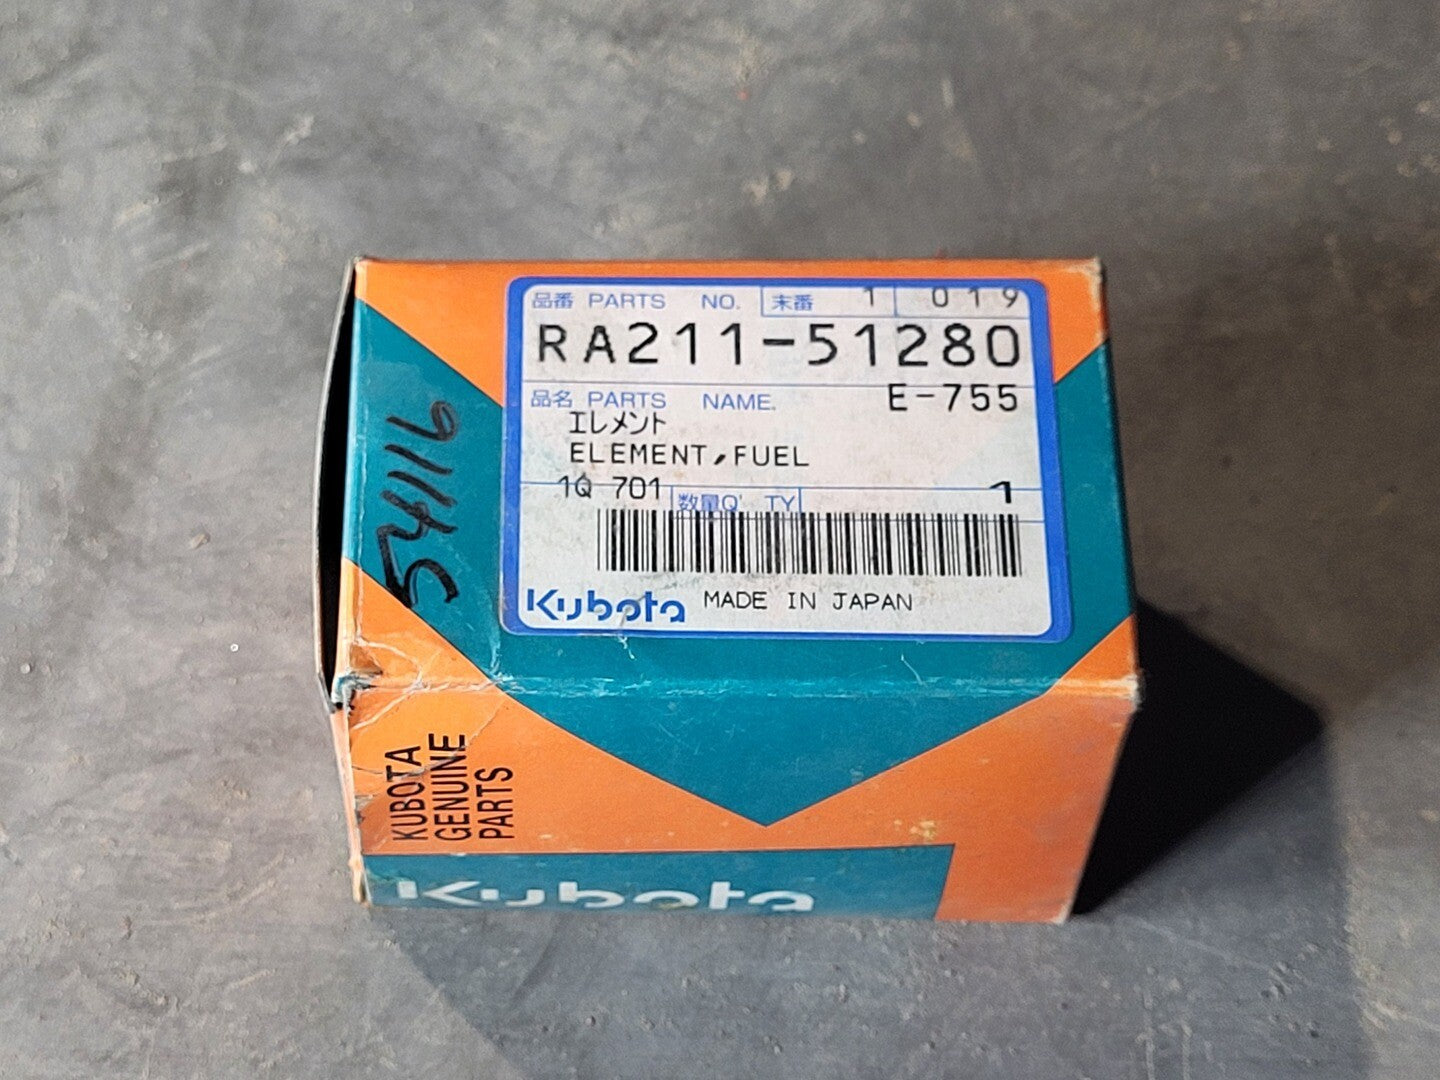 品番 PARTS NO. 末番 1 019
RA211-51280
品名 PARTS NAME. E-755
エレメント
ELEMENT,FUEL
1Q 701 数量Q'TY 1
Kubota MADE IN JAPAN
54116
KUBOTA
GENUINE
PARTS
Kubota